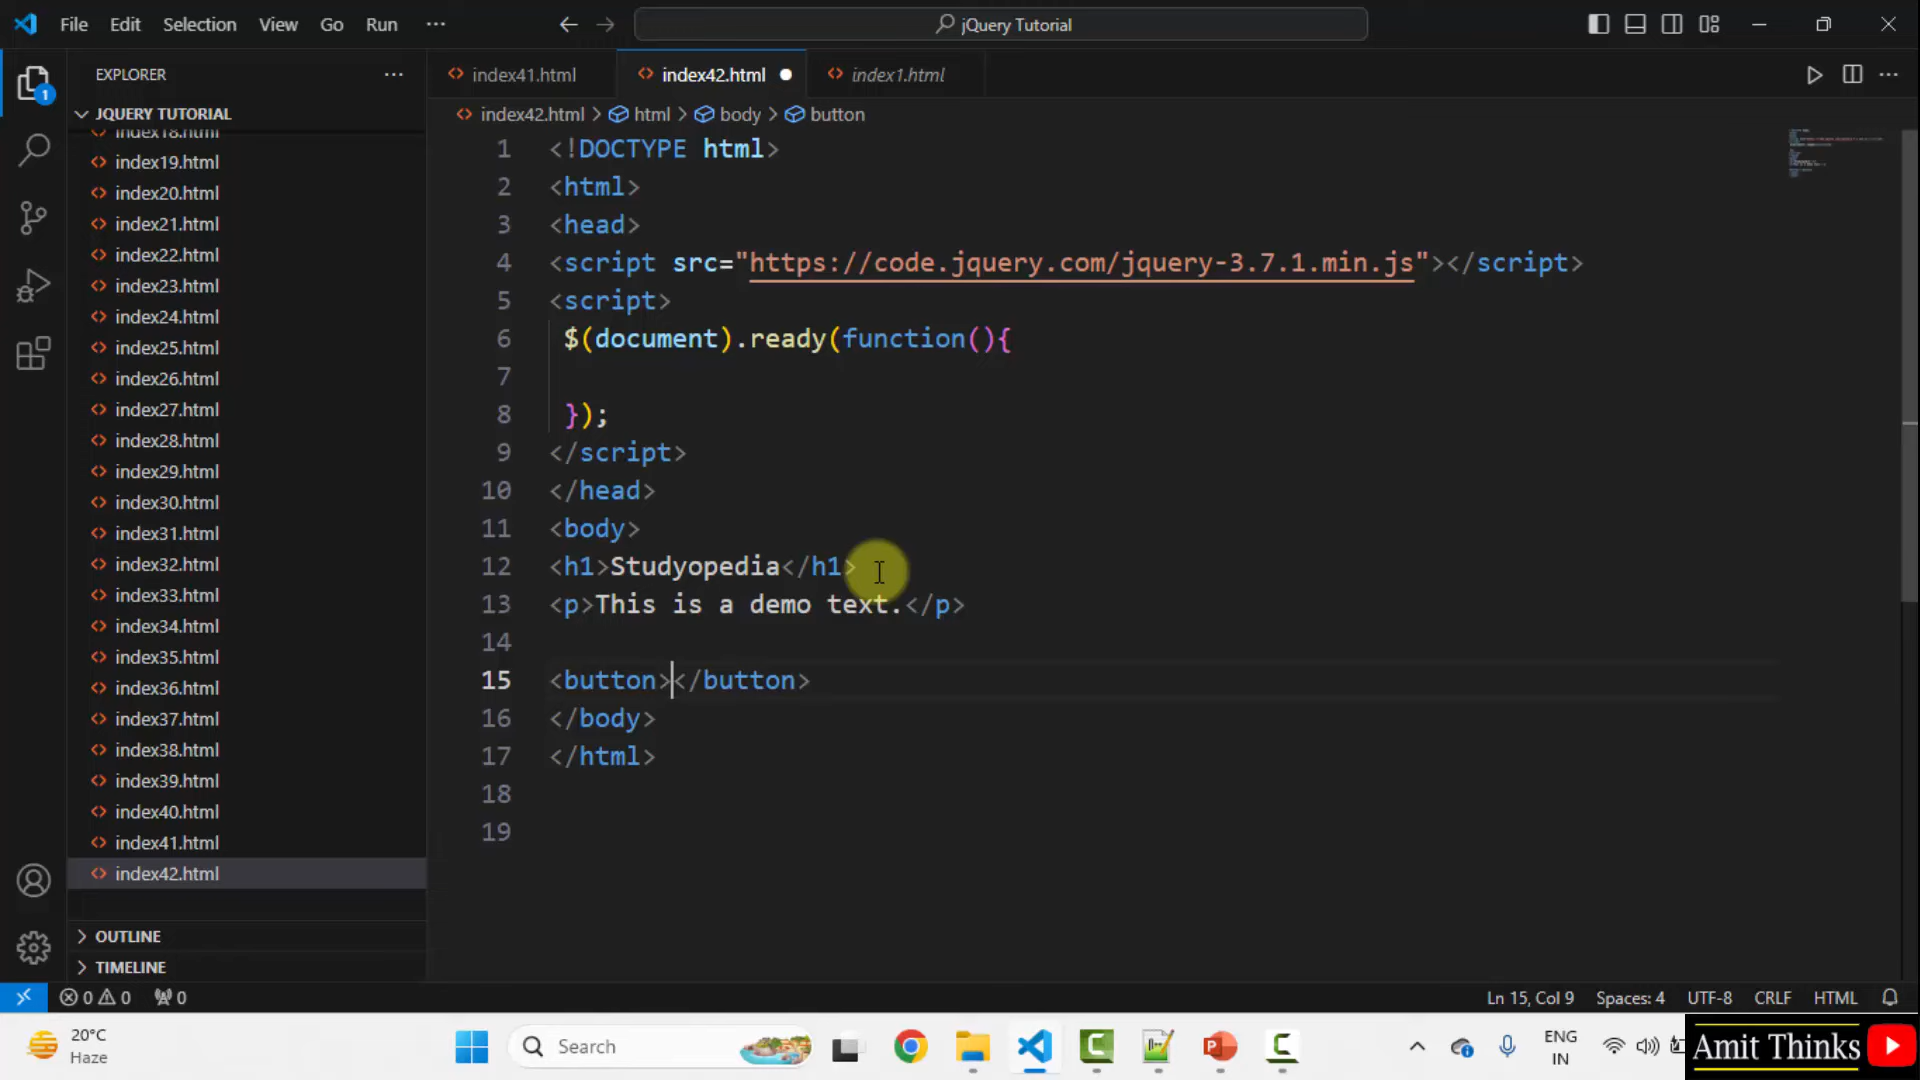 File Edit Selection View Go Run ··· jQuery Tutorial
EXPLORER ···
index41.html index42.html index1.html
JQUERY TUTORIAL
index42.html > html > body > button
index18.html
index19.html
index20.html
index21.html
index22.html
index23.html
index24.html
index25.html
index26.html
index27.html
index28.html
index29.html
index30.html
index31.html
index32.html
index33.html
index34.html
index35.html
index36.html
index37.html
index38.html
index39.html
index40.html
index41.html
index42.html
OUTLINE
TIMELINE
1
1 <!DOCTYPE html>
2 <html>
3 <head>
4 <script src="https://code.jquery.com/jquery-3.7.1.min.js"></script>
5 <script>
6 $(document).ready(function(){
7
8 });
9 </script>
10 </head>
11 <body>
12 <h1>Studyopedia</h1>
13 <p>This is a demo text.</p>
14
15 <button></button>
16 </body>
17 </html>
18
19
0 0 0 Ln 15, Col 9 Spaces: 4 UTF-8 CRLF HTML
20°C
Haze
Search
ENG
IN
Amit Thinks